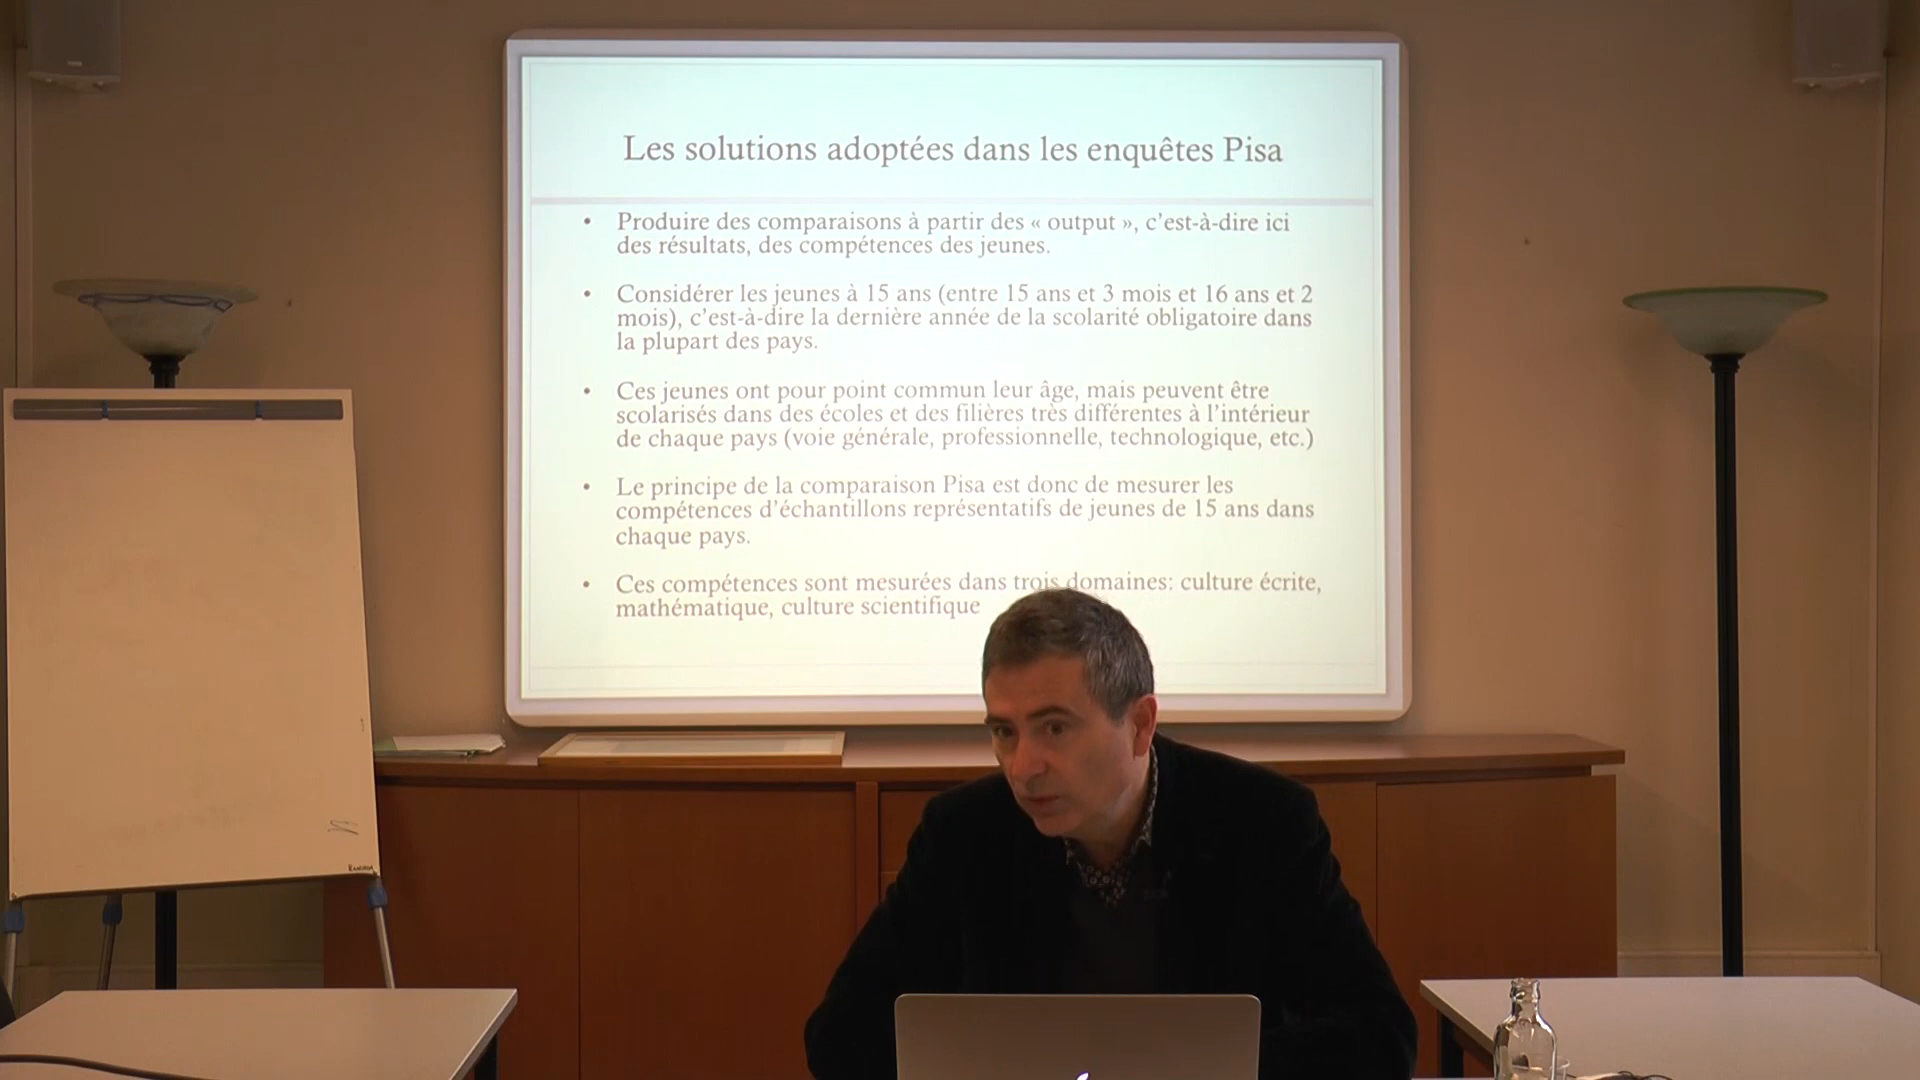 Les solutions adoptées dans les enquêtes Pisa
• Produire des comparaisons à partir des « output », c’est-à-dire ici
des résultats, des compétences des jeunes.
• Considérer les jeunes à 15 ans (entre 15 ans et 3 mois et 16 ans et 2
mois), c’est-à-dire la dernière année de la scolarité obligatoire dans
la plupart des pays.
• Ces jeunes ont pour point commun leur âge, mais peuvent être
scolarisés dans des écoles et des filières très différentes à l’intérieur
de chaque pays (voie générale, professionnelle, technologique, etc.)
• Le principe de la comparaison Pisa est donc de mesurer les
compétences d’échantillons représentatifs de jeunes de 15 ans dans
chaque pays.
• Ces compétences sont mesurées dans trois domaines: culture écrite,
mathématique, culture scientifique